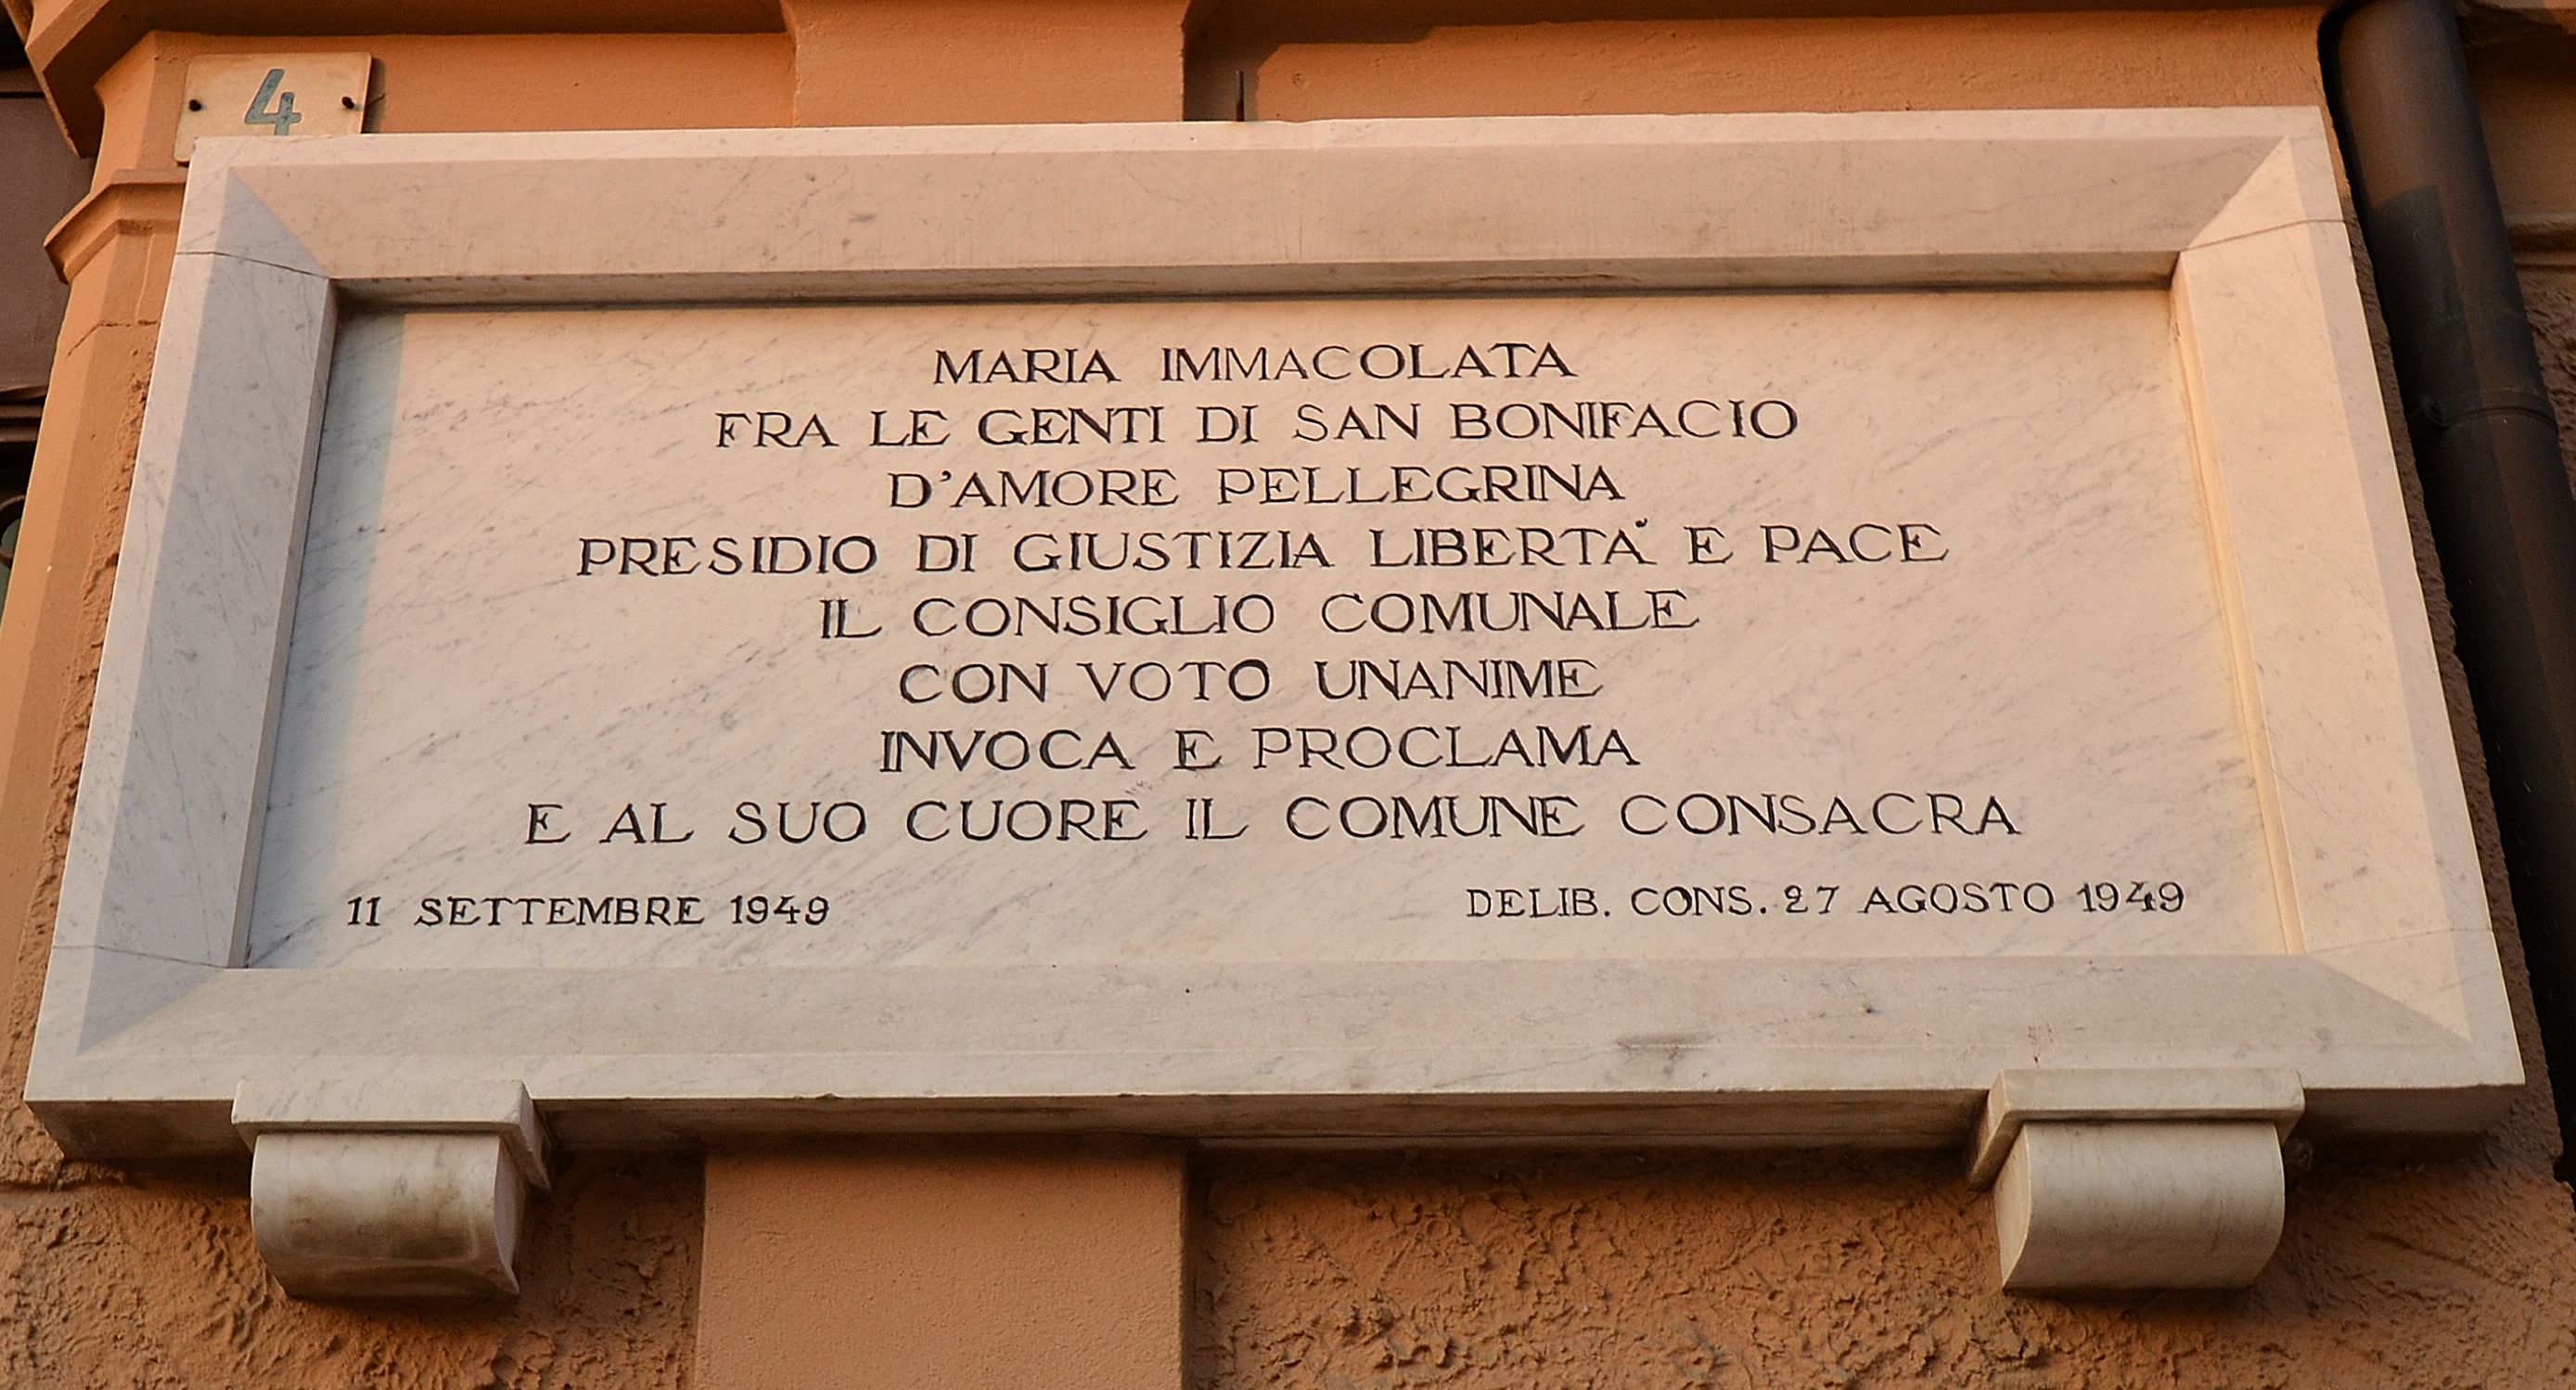 4
MARIA IMMACOLATA
FRA LE GENTI DI SAN BONIFACIO
D'AMORE PELLEGRINA
PRESIDIO DI GIUSTIZIA LIBERTA' E PACE
IL CONSIGLIO COMUNALE
CON VOTO UNANIME
INVOCA E PROCLAMA
E AL SUO CUORE IL COMUNE CONSACRA
11 SETTEMBRE 1949 DELIB. CONS. 27 AGOSTO 1949